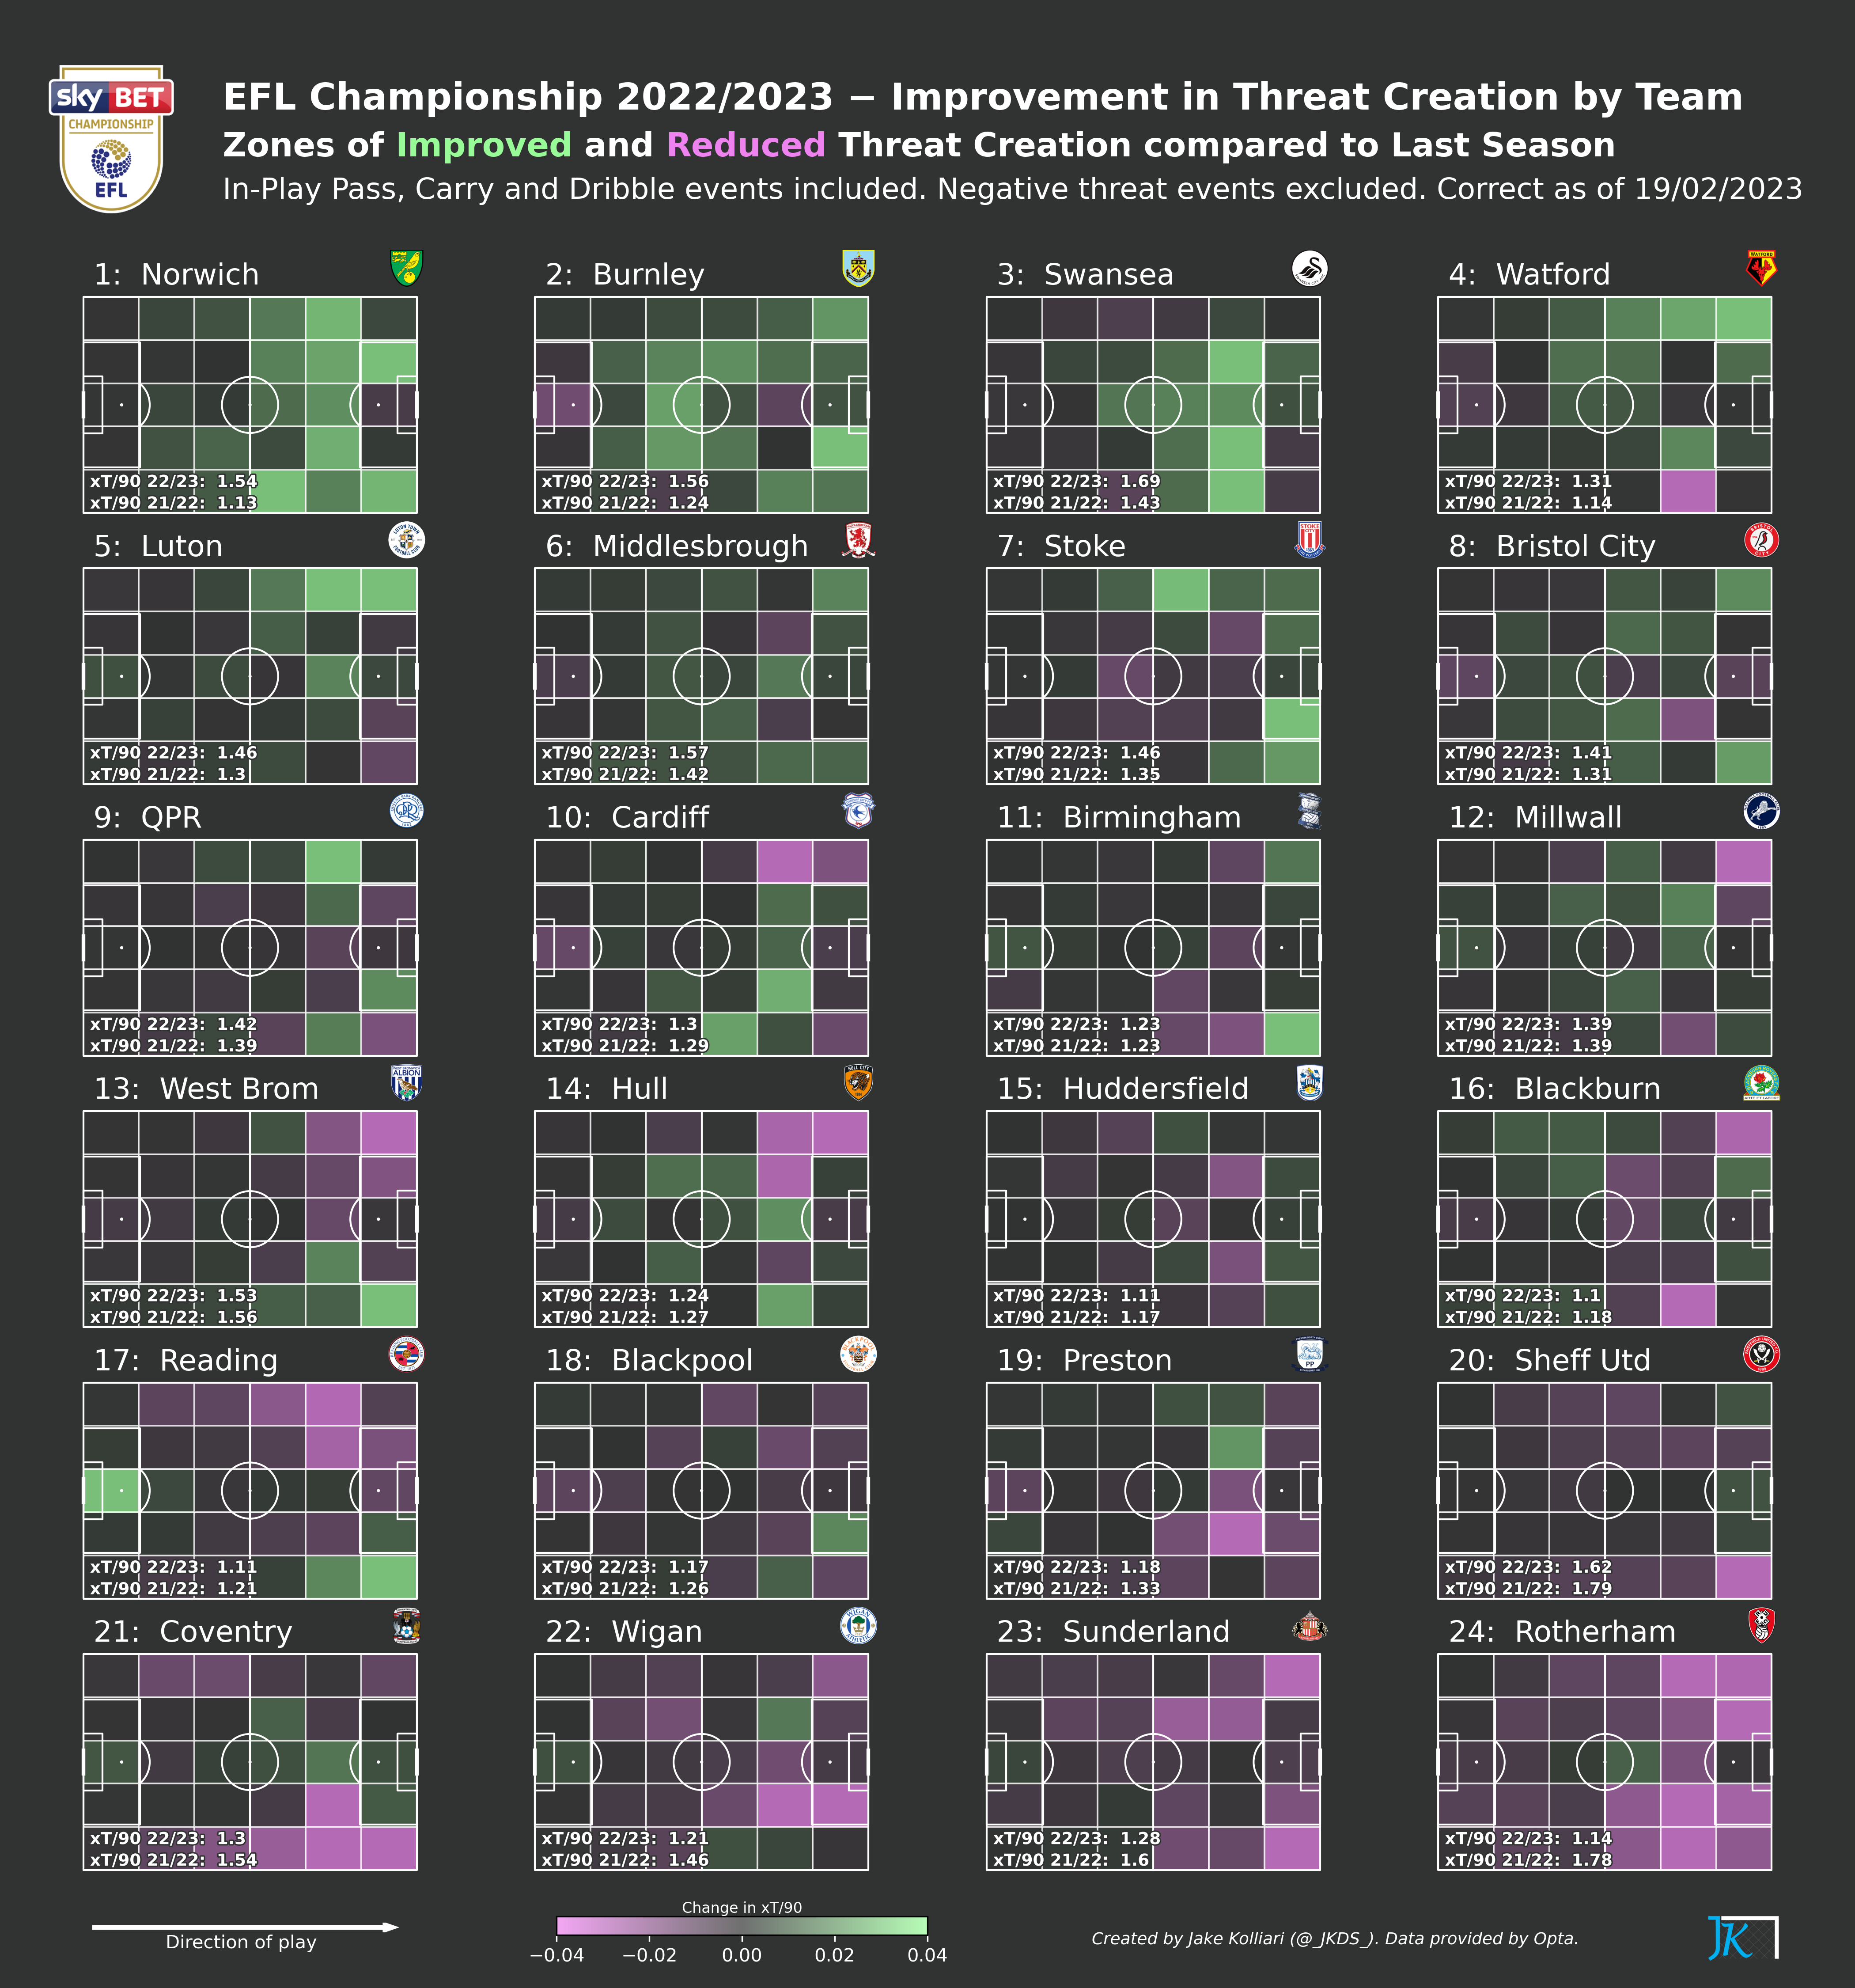 sky BET
CHAMPIONSHIP
EFL
EFL Championship 2022/2023 − Improvement in Threat Creation by Team
Zones of Improved and Reduced Threat Creation compared to Last Season
In-Play Pass, Carry and Dribble events included. Negative threat events excluded. Correct as of 19/02/2023
1: Norwich
xT/90 22/23: 1.54
xT/90 21/22: 1.13
2: Burnley
xT/90 22/23: 1.56
xT/90 21/22: 1.24
3: Swansea
xT/90 22/23: 1.69
xT/90 21/22: 1.43
4: Watford
WATFORD
xT/90 22/23: 1.31
xT/90 21/22: 1.14
5: Luton
xT/90 22/23: 1.46
xT/90 21/22: 1.3
6: Middlesbrough
xT/90 22/23: 1.57
xT/90 21/22: 1.42
7: Stoke
STOKE
CITY
xT/90 22/23: 1.46
xT/90 21/22: 1.35
8: Bristol City
BRISTOL
CITY
xT/90 22/23: 1.41
xT/90 21/22: 1.31
9: QPR
xT/90 22/23: 1.42
xT/90 21/22: 1.39
10: Cardiff
xT/90 22/23: 1.3
xT/90 21/22: 1.29
11: Birmingham
xT/90 22/23: 1.23
xT/90 21/22: 1.23
12: Millwall
xT/90 22/23: 1.39
xT/90 21/22: 1.39
13: West Brom
ALBION
xT/90 22/23: 1.53
xT/90 21/22: 1.56
14: Hull
HULL CITY
xT/90 22/23: 1.24
xT/90 21/22: 1.27
15: Huddersfield
xT/90 22/23: 1.11
xT/90 21/22: 1.17
16: Blackburn
ARTE ET LABORE
xT/90 22/23: 1.1
xT/90 21/22: 1.18
17: Reading
xT/90 22/23: 1.11
xT/90 21/22: 1.21
18: Blackpool
xT/90 22/23: 1.17
xT/90 21/22: 1.26
19: Preston
PP
xT/90 22/23: 1.18
xT/90 21/22: 1.33
20: Sheff Utd
xT/90 22/23: 1.62
xT/90 21/22: 1.79
21: Coventry
xT/90 22/23: 1.3
xT/90 21/22: 1.54
22: Wigan
WIGAN
ATHLETIC
xT/90 22/23: 1.21
xT/90 21/22: 1.46
23: Sunderland
xT/90 22/23: 1.28
xT/90 21/22: 1.6
24: Rotherham
xT/90 22/23: 1.14
xT/90 21/22: 1.78
Direction of play
Change in xT/90
−0.04 −0.02 0.00 0.02 0.04
Created by Jake Kolliari (@_JKDS_). Data provided by Opta.
JK